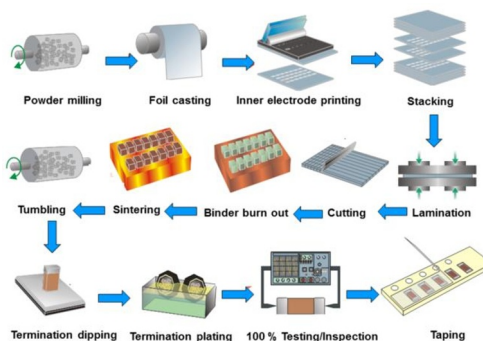 Powder milling
Foil casting
Inner electrode printing
Stacking
Lamination
Cutting
Binder burn out
Sintering
Tumbling
Termination dipping
Termination plating
100 % Testing/Inspection
Taping